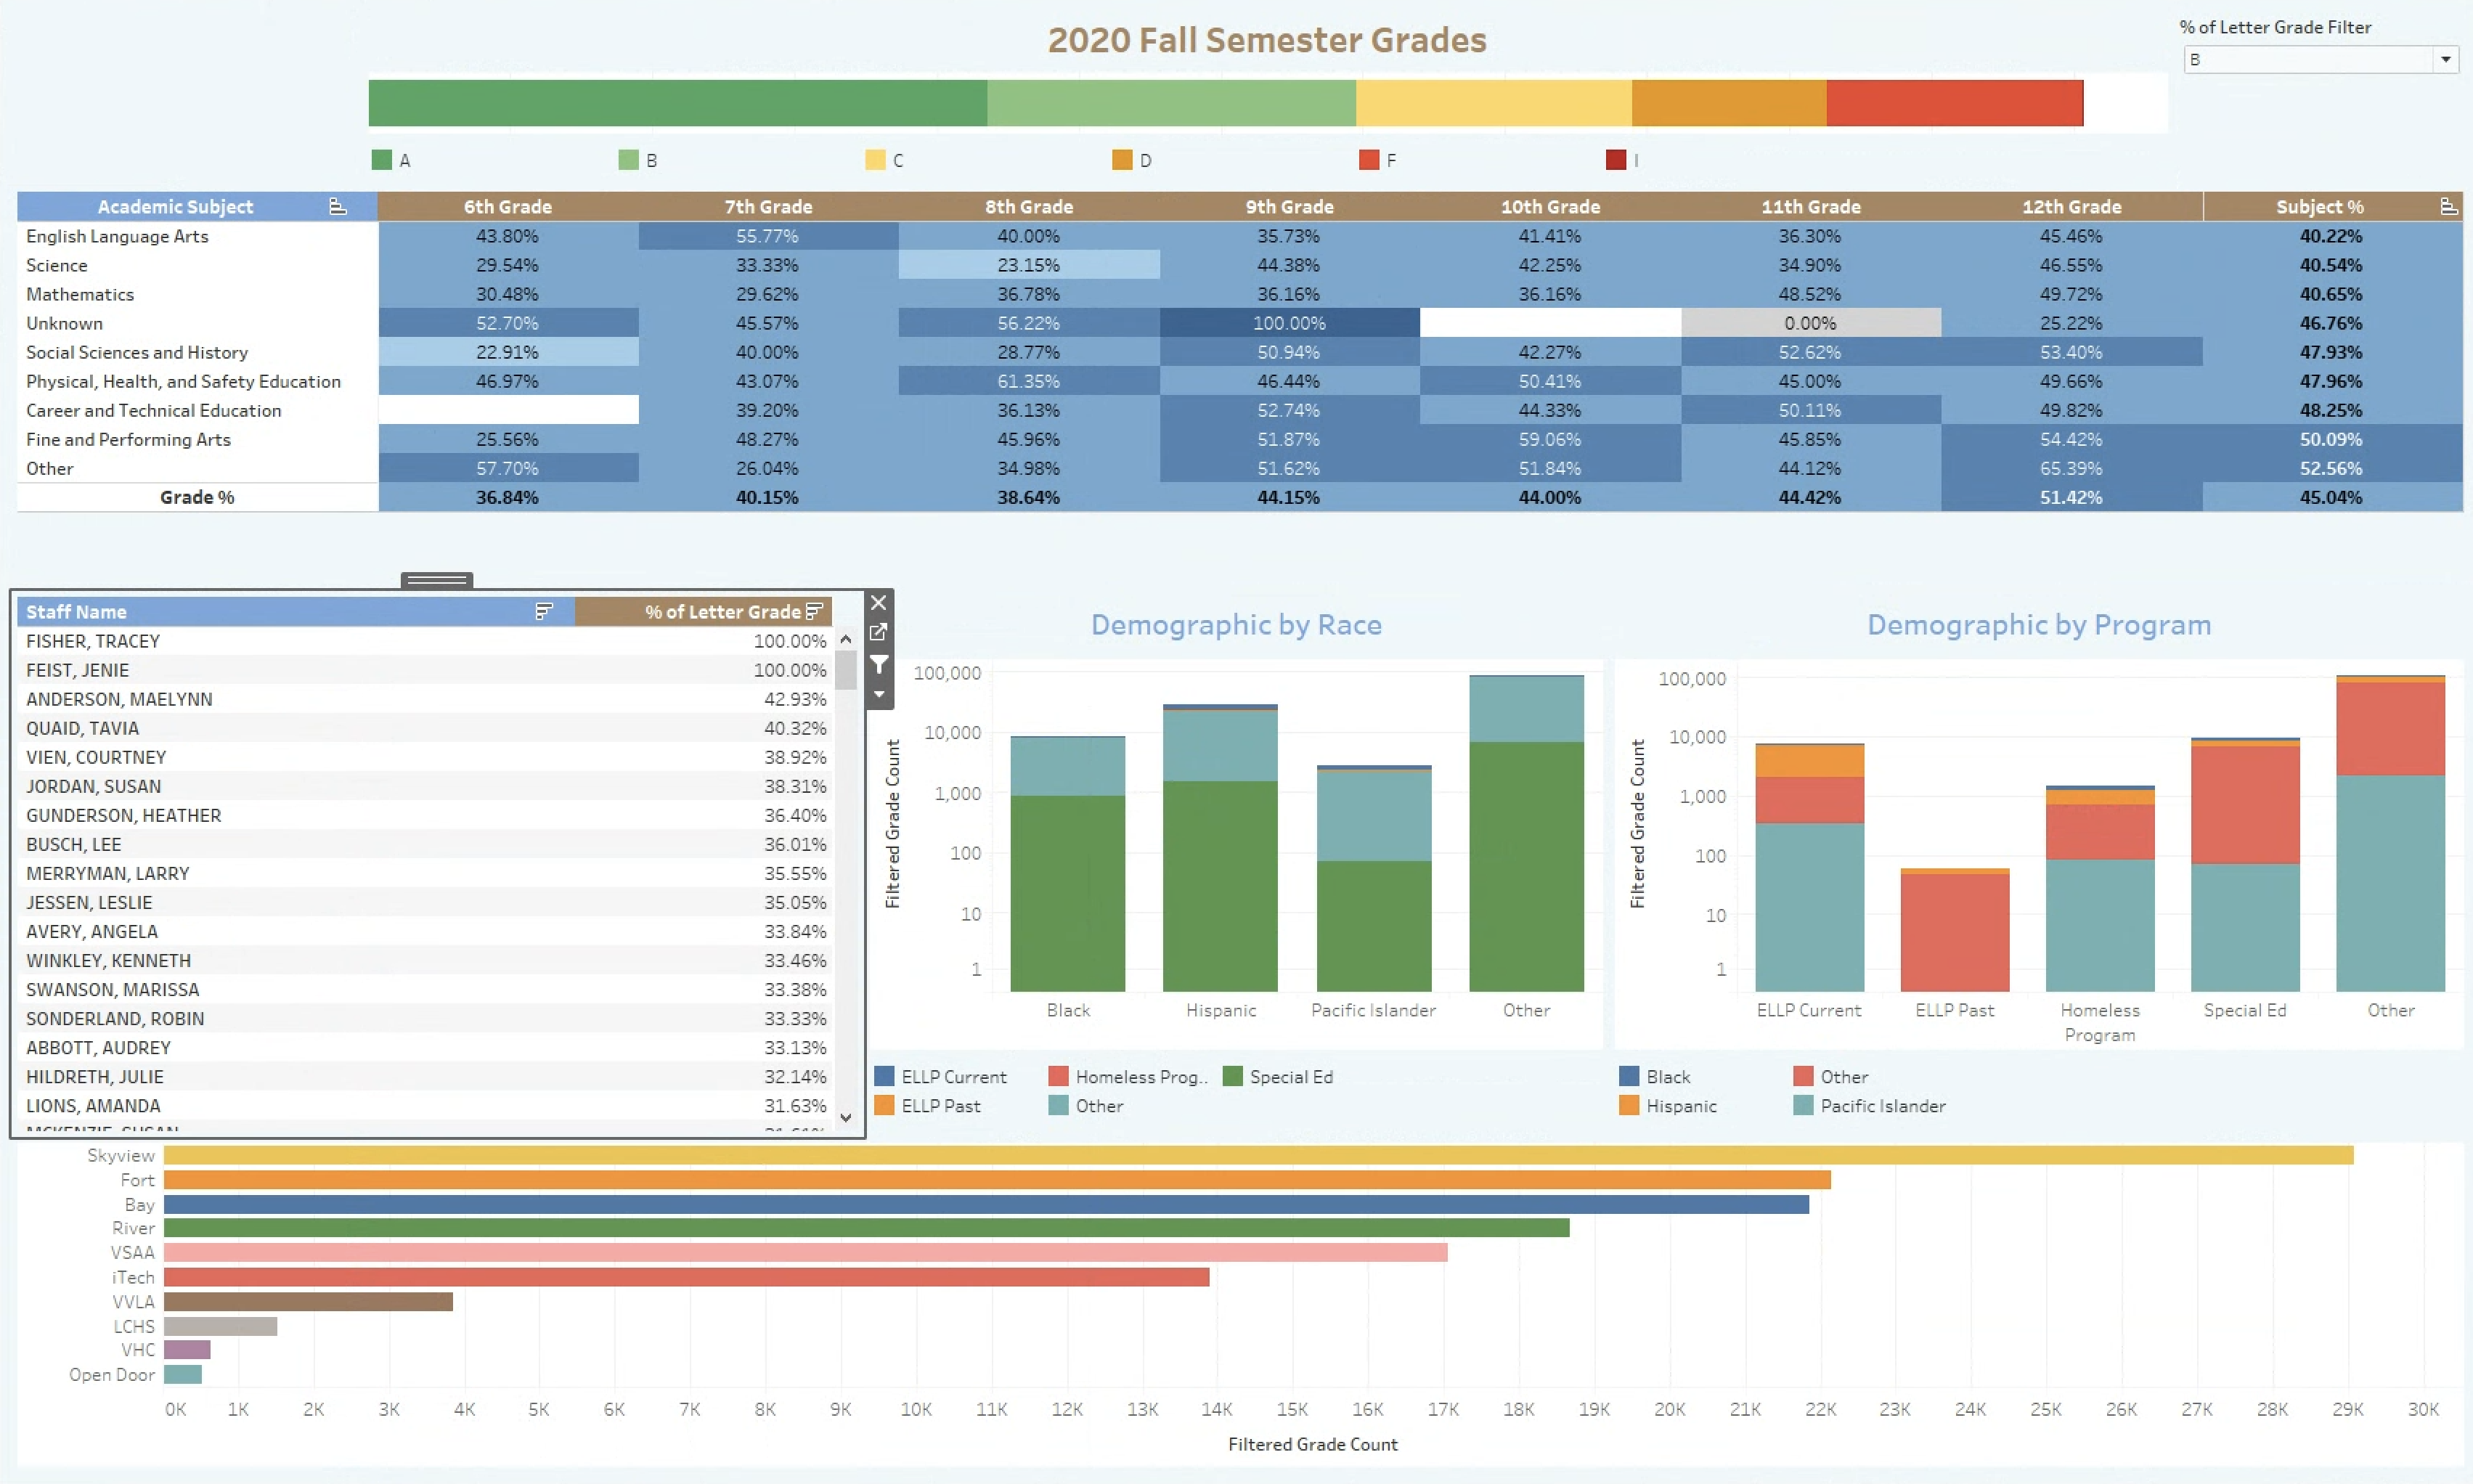 2020 Fall Semester Grades
% of Letter Grade Filter
B
A B C D F I
Academic Subject 6th Grade 7th Grade 8th Grade 9th Grade 10th Grade 11th Grade 12th Grade Subject %
English Language Arts 43.80% 55.77% 40.00% 35.73% 41.41% 36.30% 45.46% 40.22%
Science 29.54% 33.33% 23.15% 44.38% 42.25% 34.90% 46.55% 40.54%
Mathematics 30.48% 29.62% 36.78% 36.16% 36.16% 48.52% 49.72% 40.65%
Unknown 52.70% 45.57% 56.22% 100.00% 0.00% 25.22% 46.76%
Social Sciences and History 22.91% 40.00% 28.77% 50.94% 42.27% 52.62% 53.40% 47.93%
Physical, Health, and Safety Education 46.97% 43.07% 61.35% 46.44% 50.41% 45.00% 49.66% 47.96%
Career and Technical Education 39.20% 36.13% 52.74% 44.33% 50.11% 49.82% 48.25%
Fine and Performing Arts 25.56% 48.27% 45.96% 51.87% 59.06% 45.85% 54.42% 50.09%
Other 57.70% 26.04% 34.98% 51.62% 51.84% 44.12% 65.39% 52.56%
Grade % 36.84% 40.15% 38.64% 44.15% 44.00% 44.42% 51.42% 45.04%
Staff Name % of Letter Grade
FISHER, TRACEY 100.00%
FEIST, JENIE 100.00%
ANDERSON, MAELYNN 42.93%
QUAID, TAVIA 40.32%
VIEN, COURTNEY 38.92%
JORDAN, SUSAN 38.31%
GUNDERSON, HEATHER 36.40%
BUSCH, LEE 36.01%
MERRYMAN, LARRY 35.55%
JESSEN, LESLIE 35.05%
AVERY, ANGELA 33.84%
WINKLEY, KENNETH 33.46%
SWANSON, MARISSA 33.38%
SONDERLAND, ROBIN 33.33%
ABBOTT, AUDREY 33.13%
HILDRETH, JULIE 32.14%
LIONS, AMANDA 31.63%
Demographic by Race
Filtered Grade Count
100,000
10,000
1,000
100
10
1
Black Hispanic Pacific Islander Other
ELLP Current Homeless Prog.. Special Ed
ELLP Past Other
Demographic by Program
Filtered Grade Count
100,000
10,000
1,000
100
10
1
ELLP Current ELLP Past Homeless Special Ed Other
Program
Black Other
Hispanic Pacific Islander
Skyview
Fort
Bay
River
VSAA
iTech
VVLA
LCHS
VHC
Open Door
0K 1K 2K 3K 4K 5K 6K 7K 8K 9K 10K 11K 12K 13K 14K 15K 16K 17K 18K 19K 20K 21K 22K 23K 24K 25K 26K 27K 28K 29K 30K
Filtered Grade Count